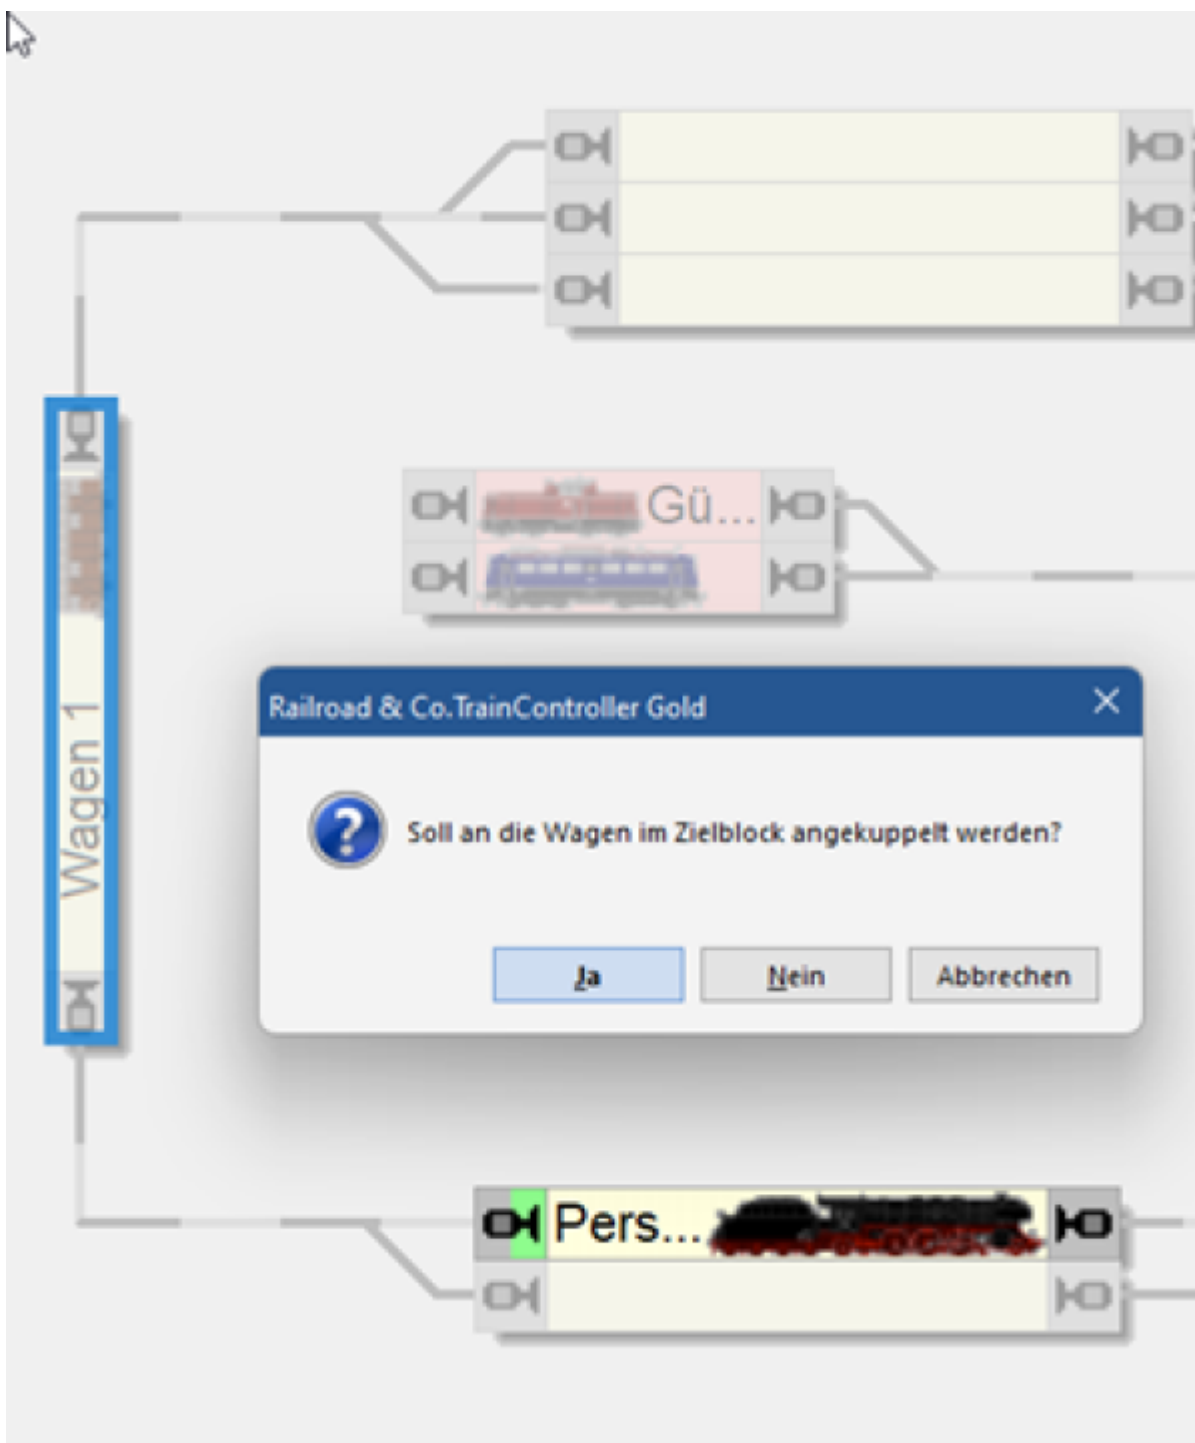 Gü...
Wagen 1
Railroad & Co.TrainController Gold
Soll an die Wagen im Zielblock angekuppelt werden?
Ja Nein Abbrechen
Pers...